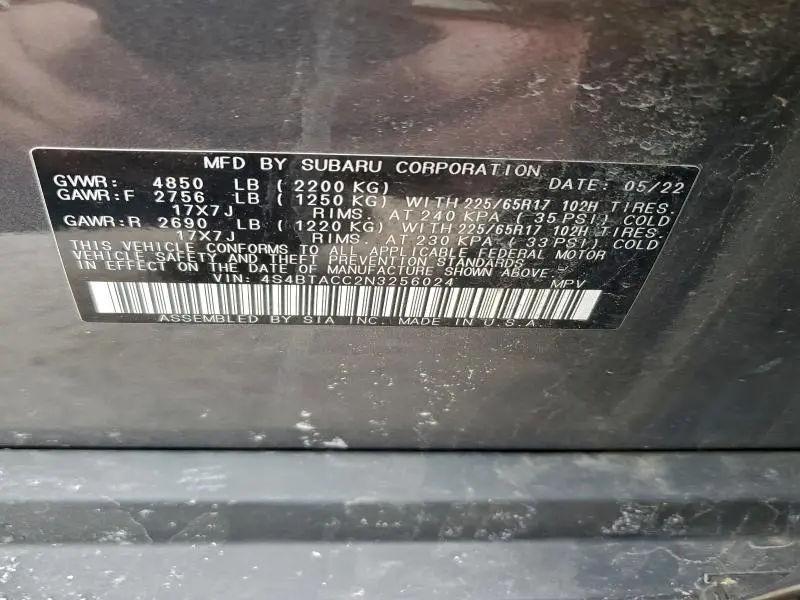 MFD BY SUBARU CORPORATION
GVWR: 4850 LB (2200 KG) DATE: 05/22
GAWR:F 2756 LB (1250 KG) WITH 225/65R17 102H TIRES.
17X7J RIMS. AT 240 KPA (35 PSI) COLD
GAWR:R 2690 LB (1220 KG) WITH 225/65R17 102H TIRES.
17X7J RIMS. AT 230 KPA (33 PSI) COLD
THIS VEHICLE CONFORMS TO ALL APPLICABLE FEDERAL MOTOR
VEHICLE SAFETY AND THEFT PREVENTION STANDARDS
IN EFFECT ON THE DATE OF MANUFACTURE SHOWN ABOVE.
VIN: 4S4BTACC2N3256024 MPV
ASSEMBLED BY SIA INC. MADE IN U.S.A.